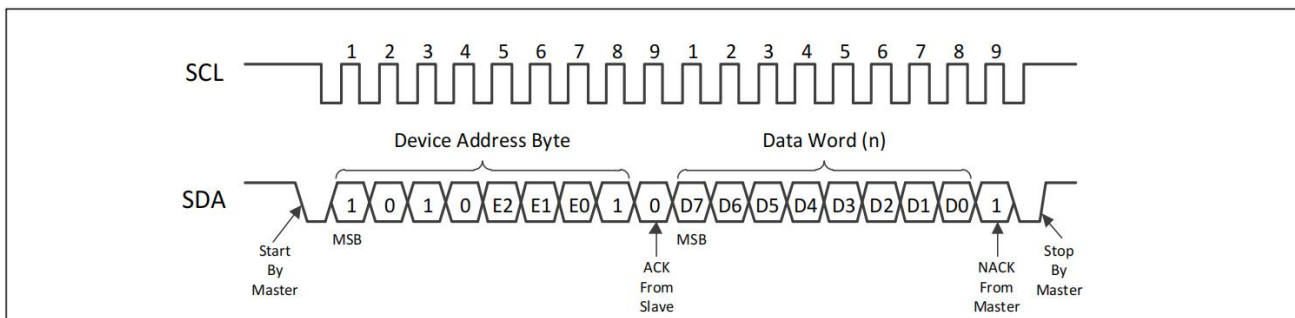 1 2 3 4 5 6 7 8 9 1 2 3 4 5 6 7 8 9
SCL
Device Address Byte Data Word (n)
SDA 1 0 1 0 E2 E1 E0 1 0 D7 D6 D5 D4 D3 D2 D1 D0 1
MSB MSB
Start
By
Master
ACK
From
Slave
NACK
From
Master
Stop
By
Master